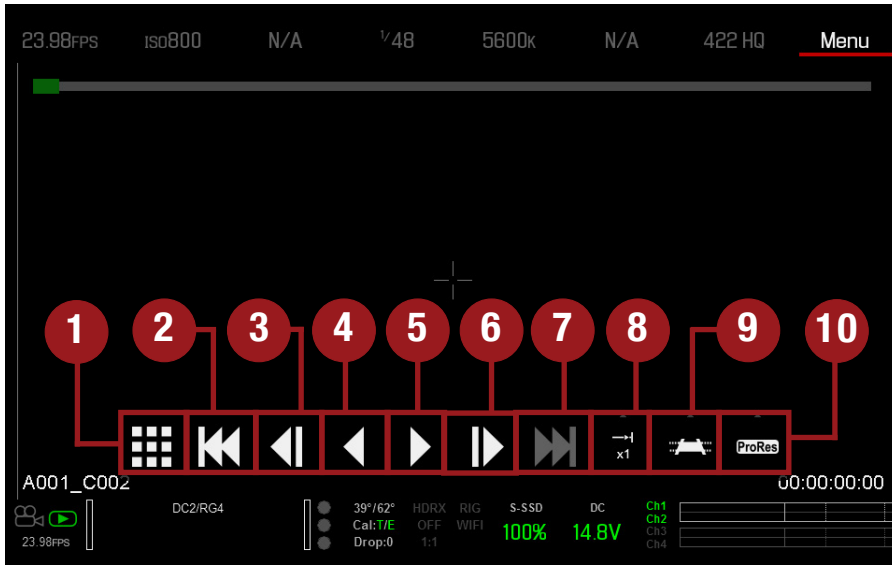 23.98FPS ISO800 N/A 1/48 5600K N/A 422 HQ Menu
1 2 3 4 5 6 7 8 9 10
x1 ProRes
A001_C002 00:00:00:00
DC2/RG4 39°/62° HDRX RIG S-SSD DC Ch1
Cal:T/E OFF WIFI 100% 14.8V Ch2
23.98FPS Drop:0 1:1 Ch3
Ch4